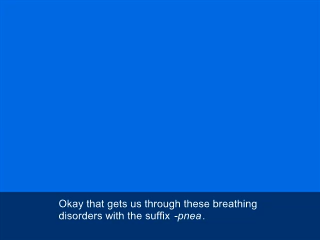 Okay that gets us through these breathing
disorders with the suffix -pnea.